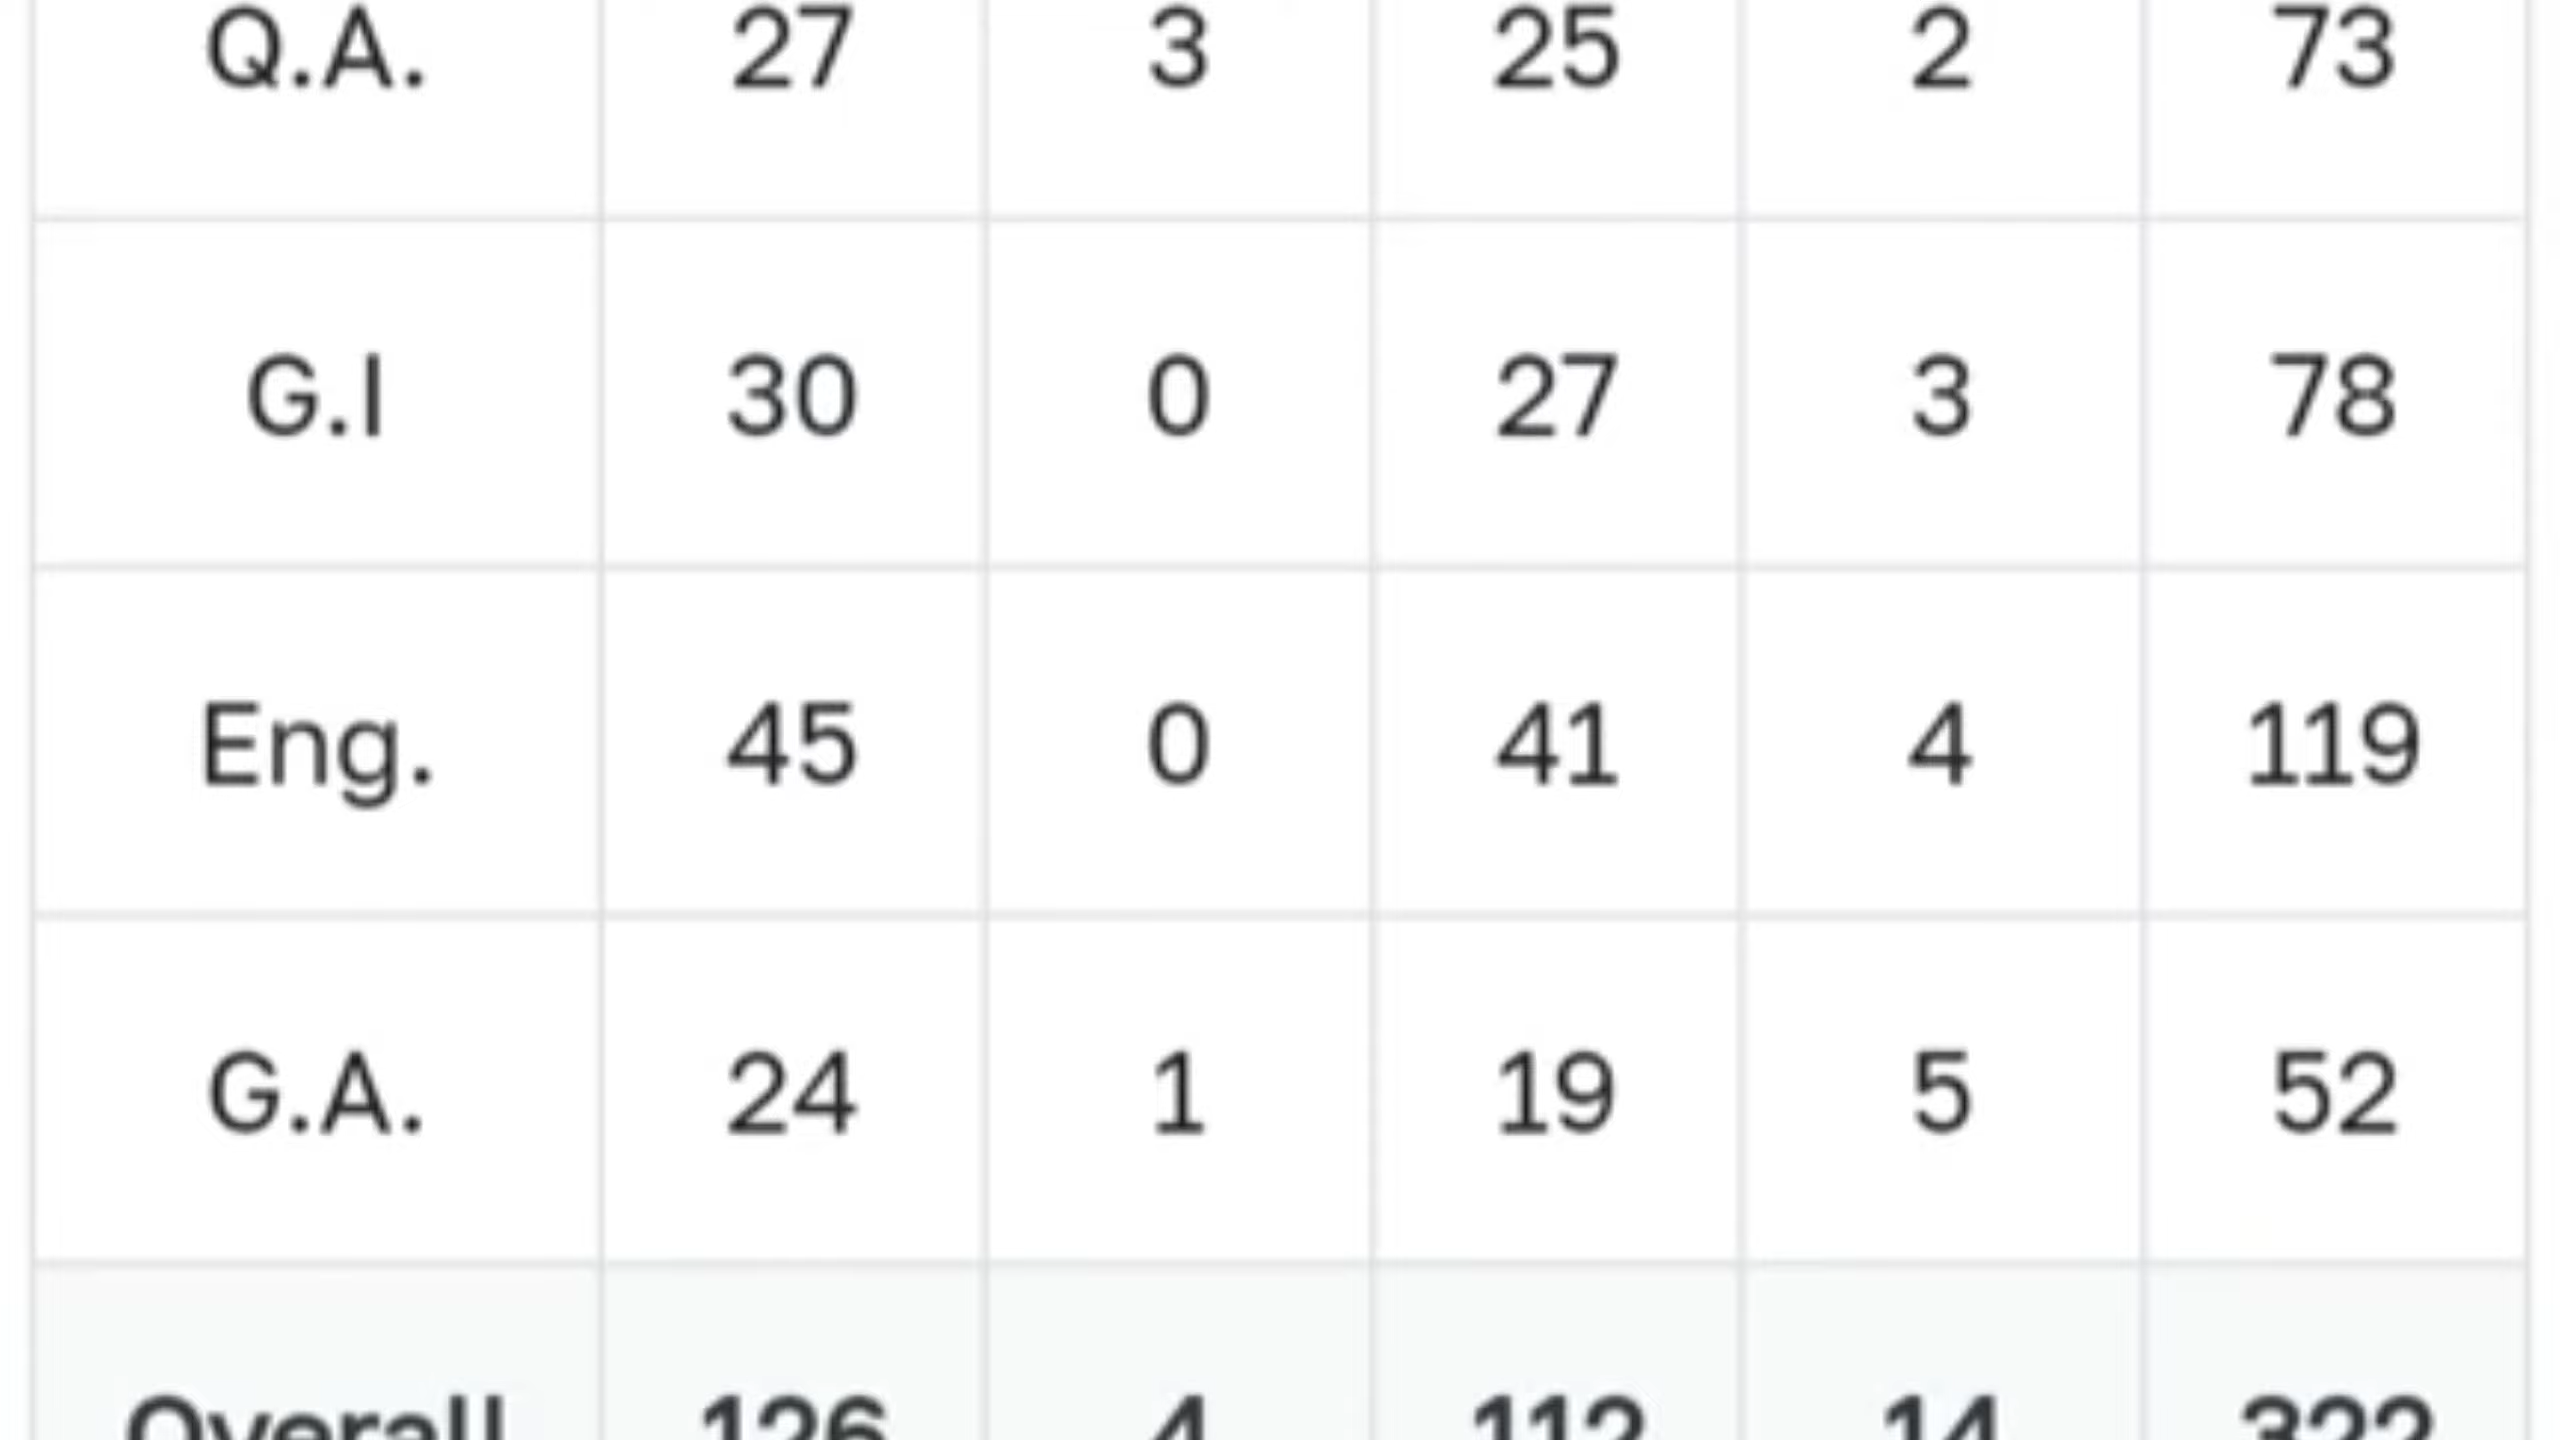 Q.A. 27 3 25 2 73
G.I 30 0 27 3 78
Eng. 45 0 41 4 119
G.A. 24 1 19 5 52
Overall 126 4 112 14 322